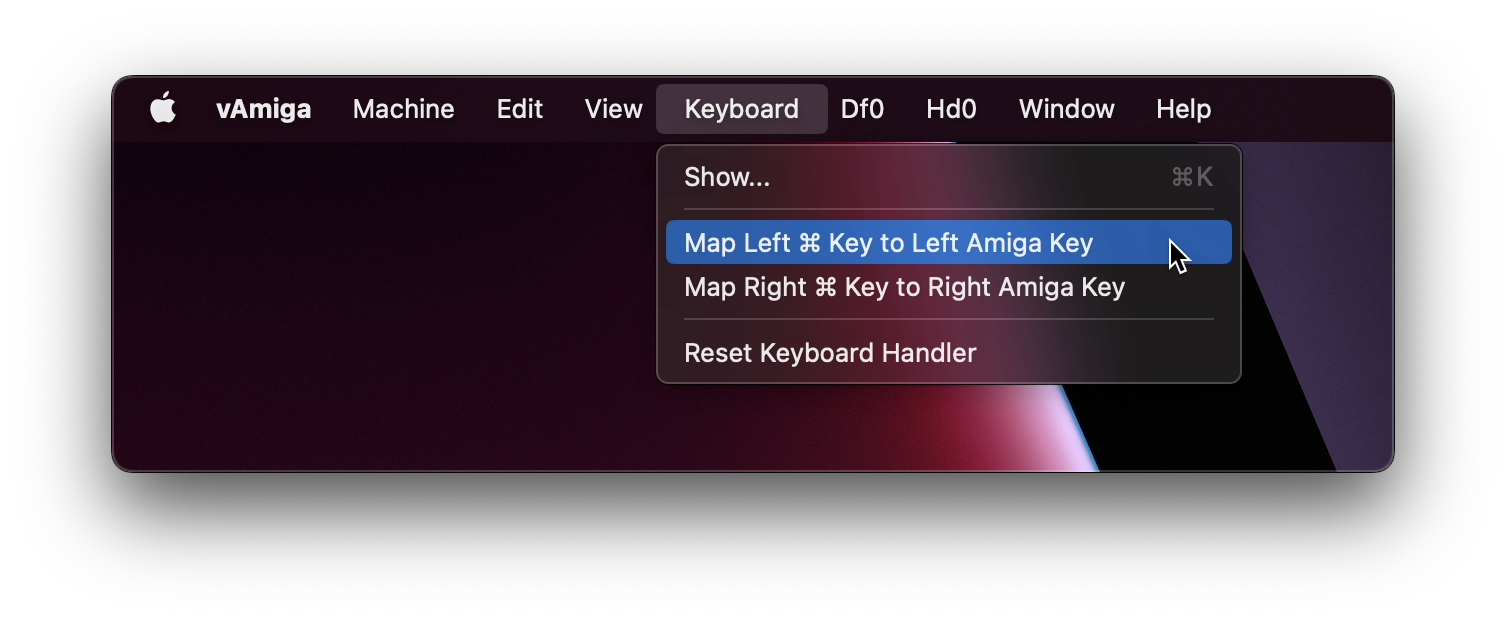 vAmiga Machine Edit View Keyboard Df0 Hd0 Window Help
Show... ⌘K
Map Left ⌘ Key to Left Amiga Key
Map Right ⌘ Key to Right Amiga Key
Reset Keyboard Handler